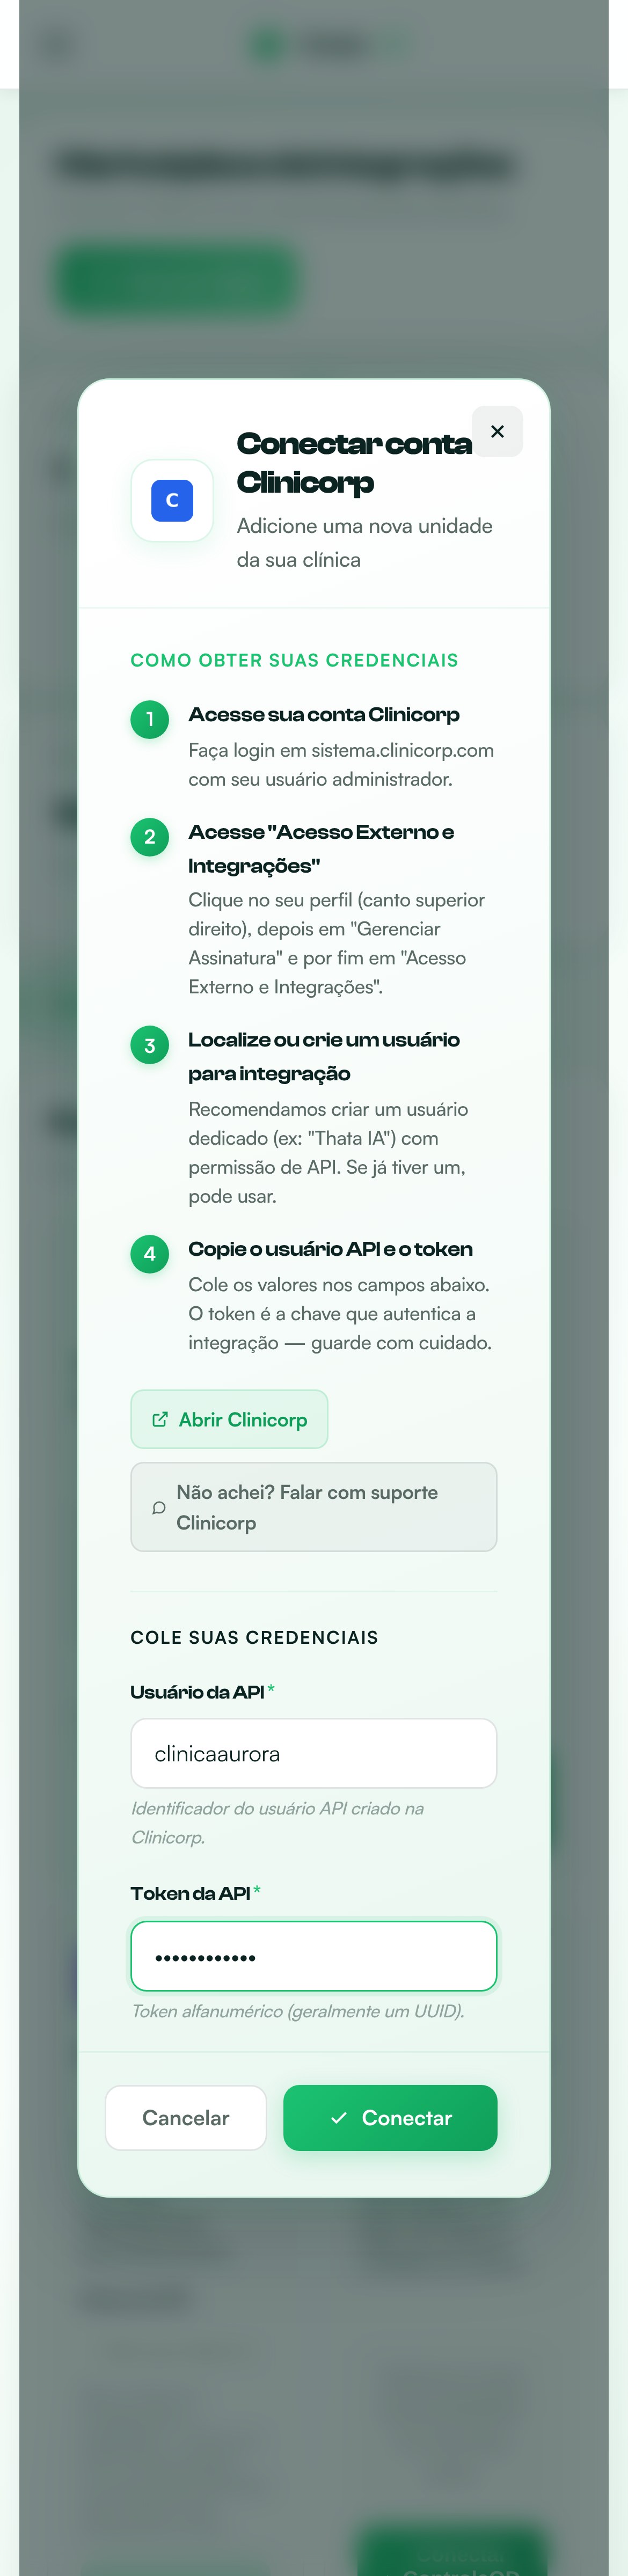 Conectar conta
Clinicorp
Adicione uma nova unidade
da sua clínica
C
COMO OBTER SUAS CREDENCIAIS
1
Acesse sua conta Clinicorp
Faça login em sistema.clinicorp.com
com seu usuário administrador.
2
Acesse "Acesso Externo e
Integrações"
Clique no seu perfil (canto superior
direito), depois em "Gerenciar
Assinatura" e por fim em "Acesso
Externo e Integrações".
3
Localize ou crie um usuário
para integração
Recomendamos criar um usuário
dedicado (ex: "Thata IA") com
permissão de API. Se já tiver um,
pode usar.
4
Copie o usuário API e o token
Cole os valores nos campos abaixo.
O token é a chave que autentica a
integração — guarde com cuidado.
Abrir Clinicorp
Não achei? Falar com suporte
Clinicorp
COLE SUAS CREDENCIAIS
Usuário da API *
clinicaaurora
Identificador do usuário API criado na
Clinicorp.
Token da API *
••••••••••••
Token alfanumérico (geralmente um UUID).
Cancelar
Conectar